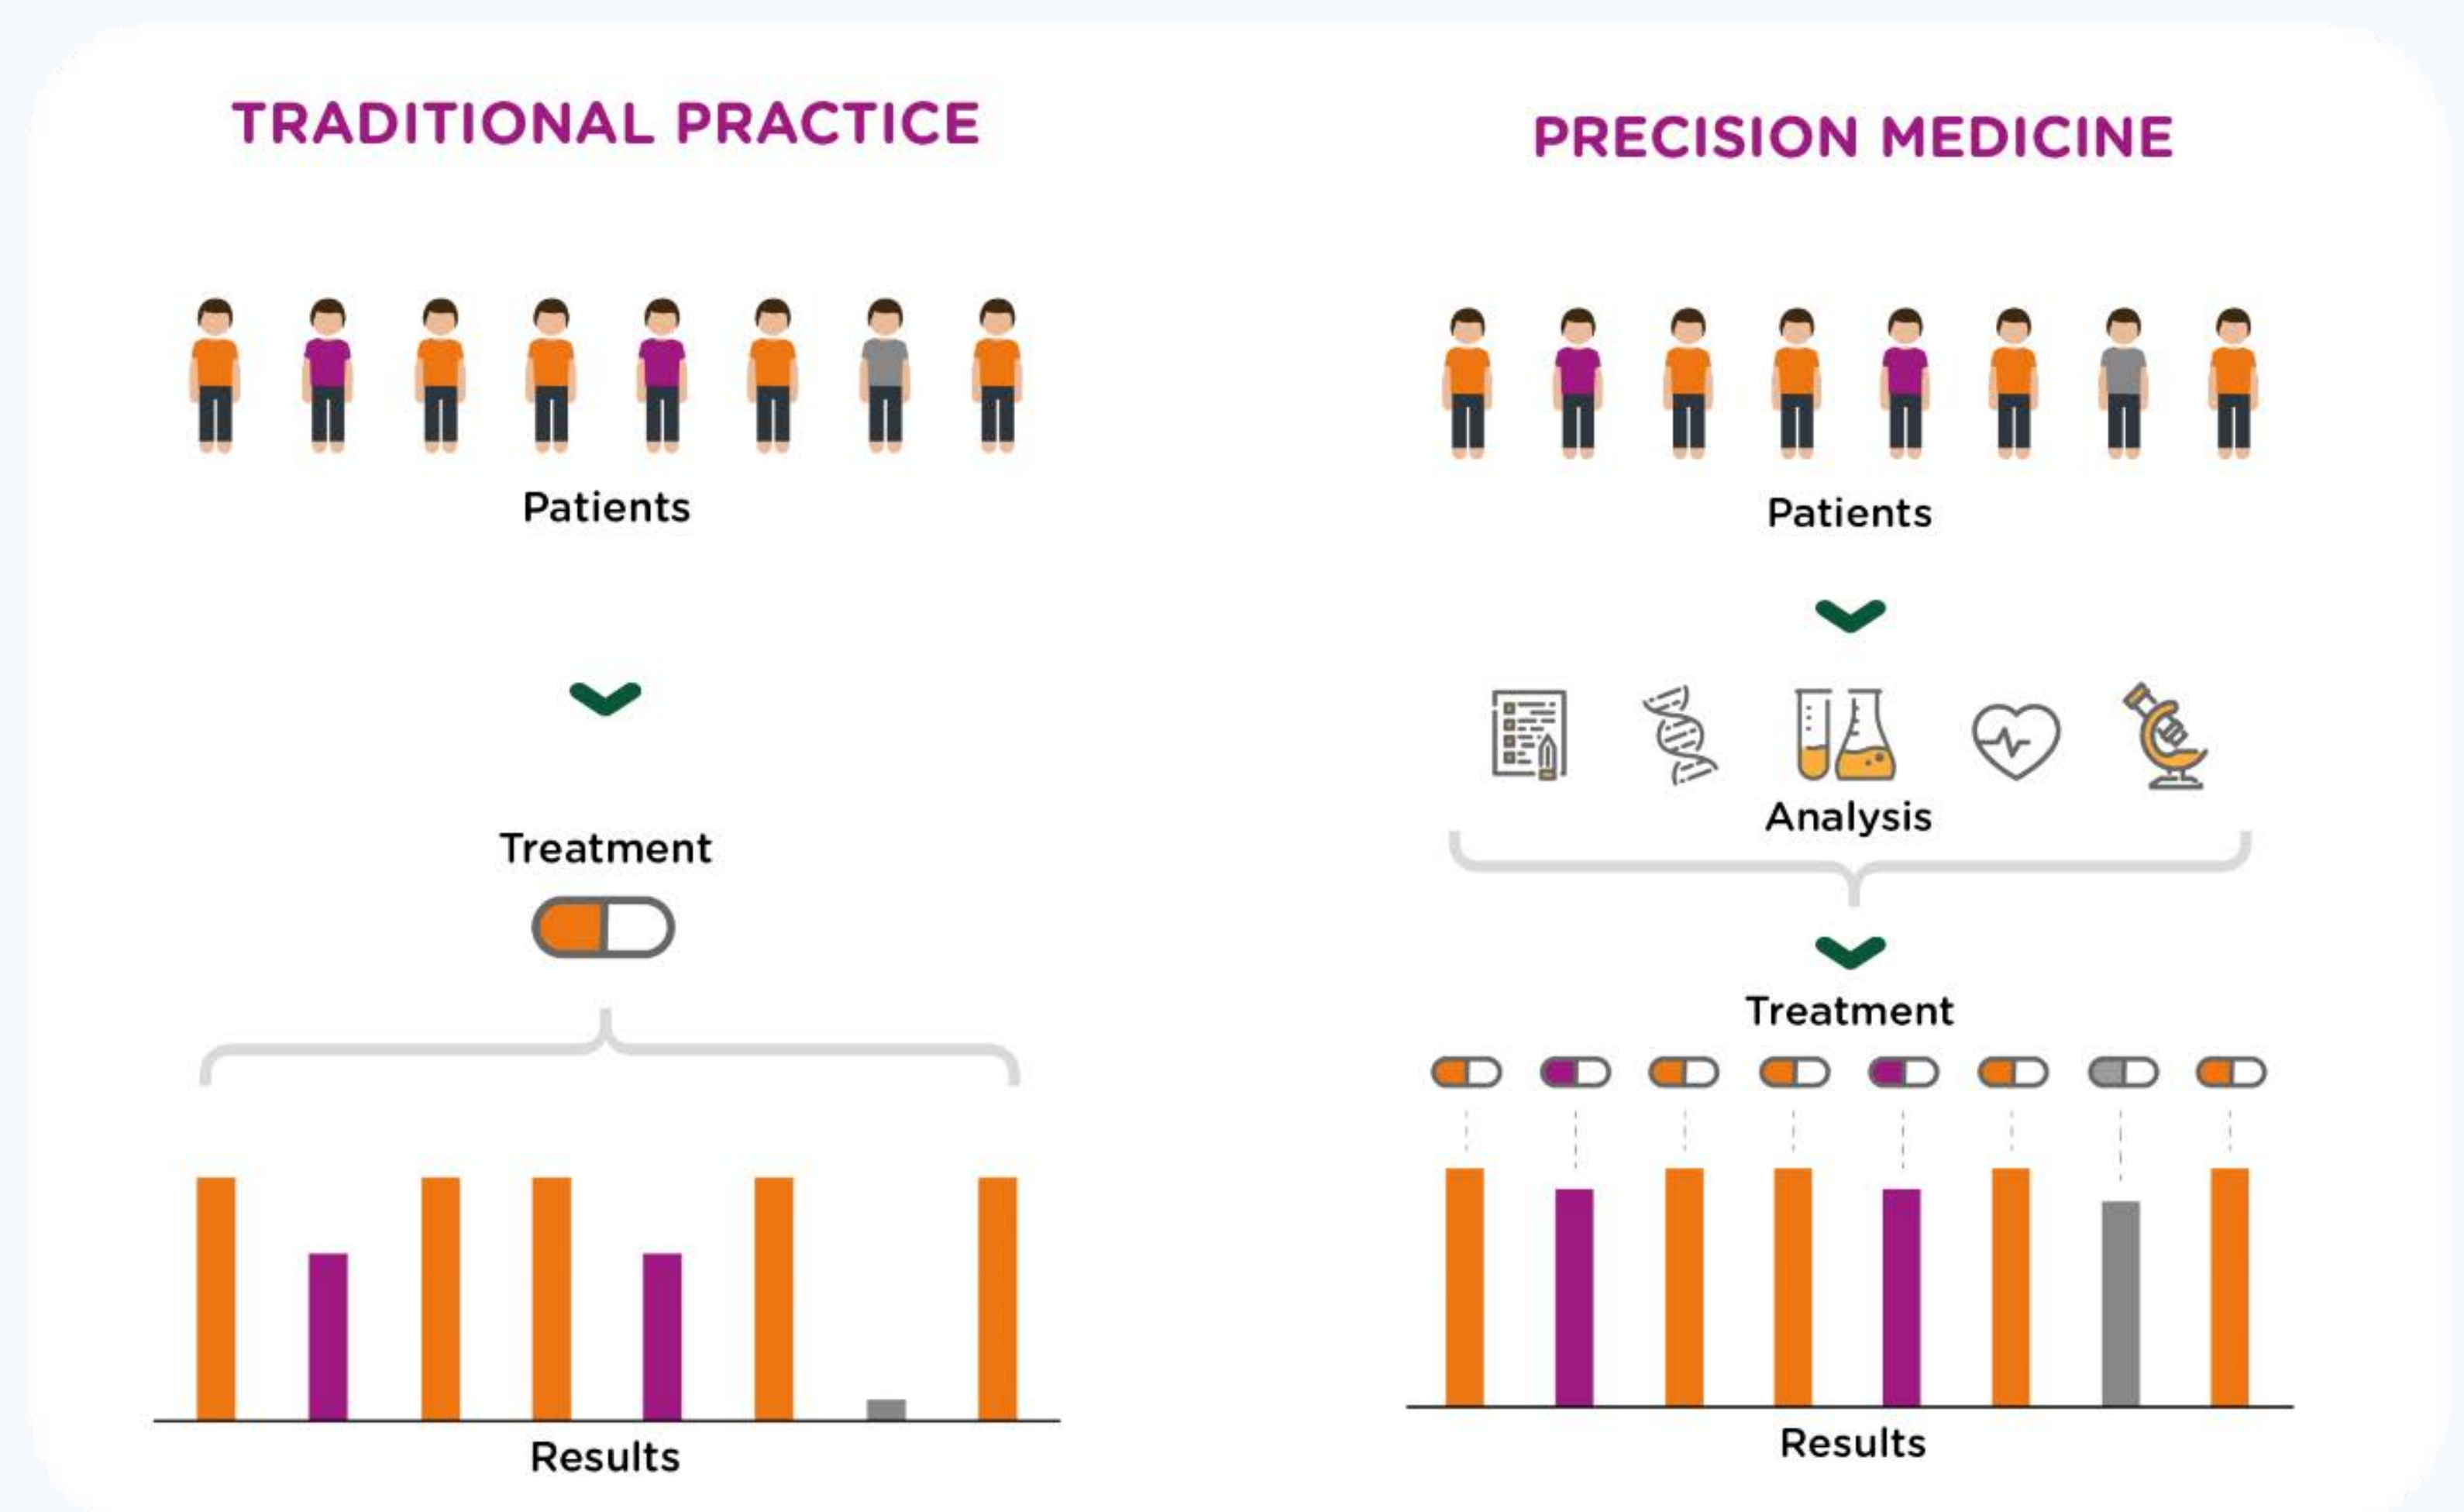 TRADITIONAL PRACTICE
Patients
Treatment
Results
PRECISION MEDICINE
Patients
Analysis
Treatment
Results